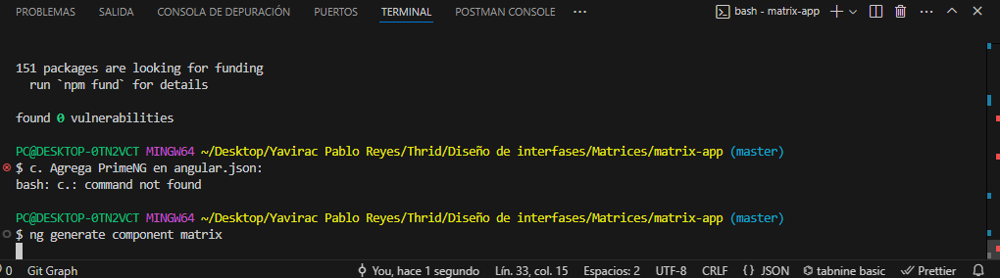 PROBLEMAS SALIDA CONSOLA DE DEPURACIÓN PUERTOS TERMINAL POSTMAN CONSOLE ··· bash - matrix-app
151 packages are looking for funding
run `npm fund` for details
found 0 vulnerabilities
PC@DESKTOP-0TN2VCT MINGW64 ~/Desktop/Yavirac Pablo Reyes/Thrid/Diseño de interfases/Matrices/matrix-app (master)
$ c. Agrega PrimeNG en angular.json:
bash: c.: command not found
PC@DESKTOP-0TN2VCT MINGW64 ~/Desktop/Yavirac Pablo Reyes/Thrid/Diseño de interfases/Matrices/matrix-app (master)
$ ng generate component matrix
0 Git Graph You, hace 1 segundo Lín. 33, col. 15 Espacios: 2 UTF-8 CRLF {} JSON tabnine basic Prettier